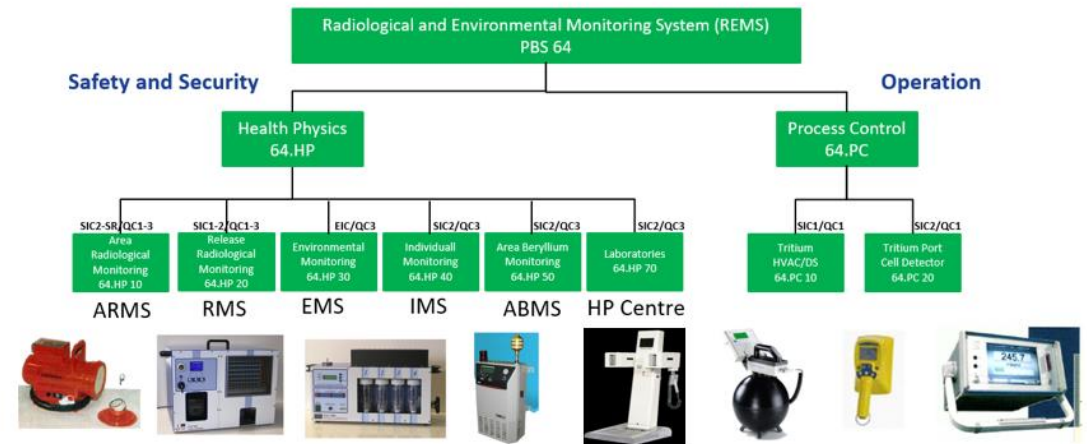 Radiological and Environmental Monitoring System (REMS)
PBS 64
Safety and Security
Operation
Health Physics
64.HP
Process Control
64.PC
SIC2-SR/QC1-3
SIC1-2/QC1-3
EIC/QC3
SIC2/QC3
SIC2/QC3
SIC2/QC3
SIC1/QC1
SIC2/QC1
Area
Radiological
Monitoring
64.HP 10
Release
Radiological
Monitoring
64.HP 20
Environmental
Monitoring
64.HP 30
Individuall
Monitoring
64.HP 40
Area Beryllium
Monitoring
64.HP 50
Laboratories
64.HP 70
Tritium
HVAC/DS
64.PC 10
Tritium Port
Cell Detector
64.PC 20
ARMS
RMS
EMS
IMS
ABMS
HP Centre
245.7